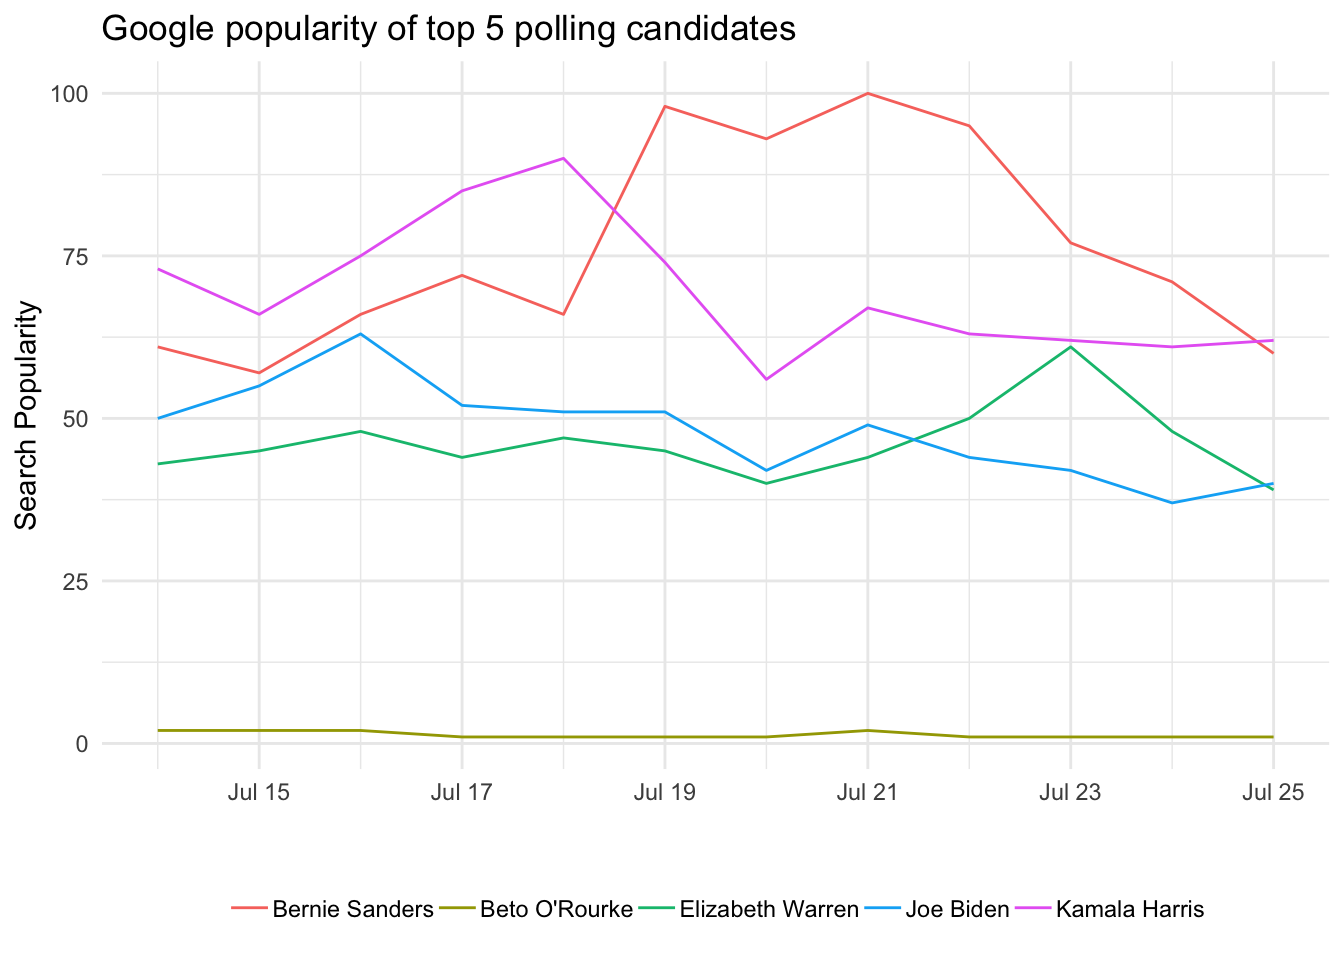 Google popularity of top 5 polling candidates
Search Popularity
100
75
50
25
0
Jul 15 Jul 17 Jul 19 Jul 21 Jul 23 Jul 25
Bernie Sanders Beto O'Rourke Elizabeth Warren Joe Biden Kamala Harris